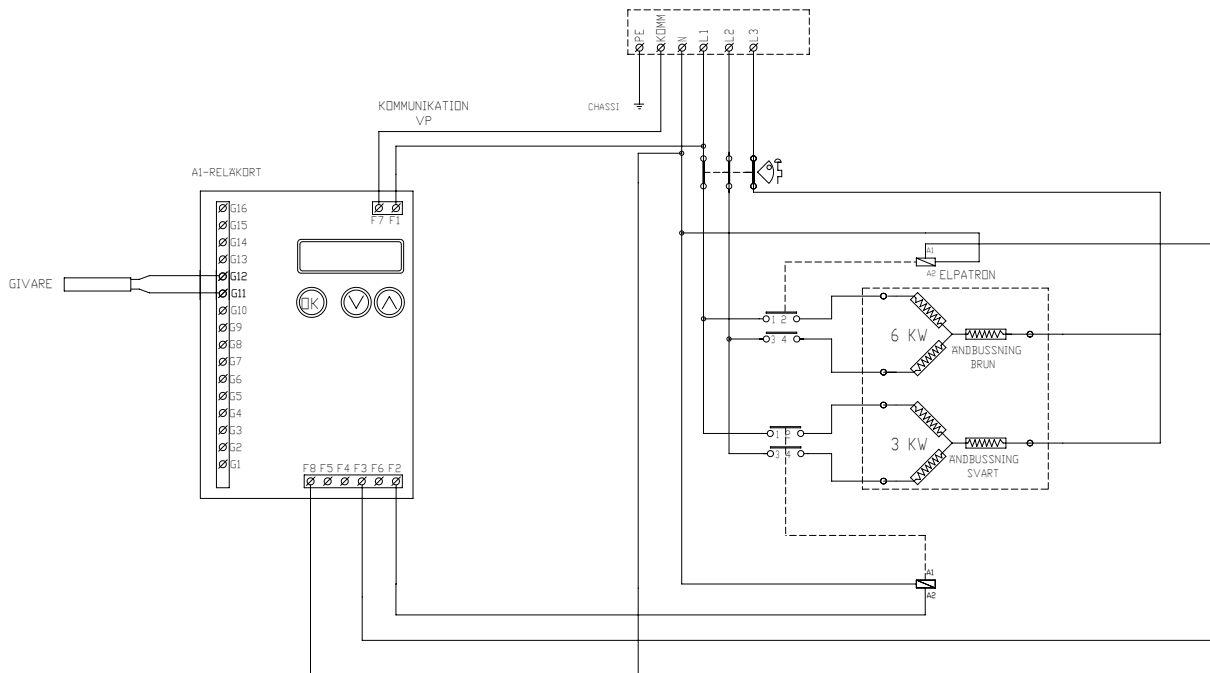 PE
KOMM
N
L1
L2
L3
KOMMUNIKATION
VP
CHASSI
A1-RELÄKORT
F7 F1
G16
G15
G14
G13
G12
G11
G10
G9
G8
G7
G6
G5
G4
G3
G2
G1
GIVARE
OK
F8 F5 F4 F3 F6 F2
A1
A2
ELPATRON
1 2
3 4
6 KW
ÄNDBUSSNING
BRUN
1 2
3 4
3 KW
ÄNDBUSSNING
SVART
A1
A2